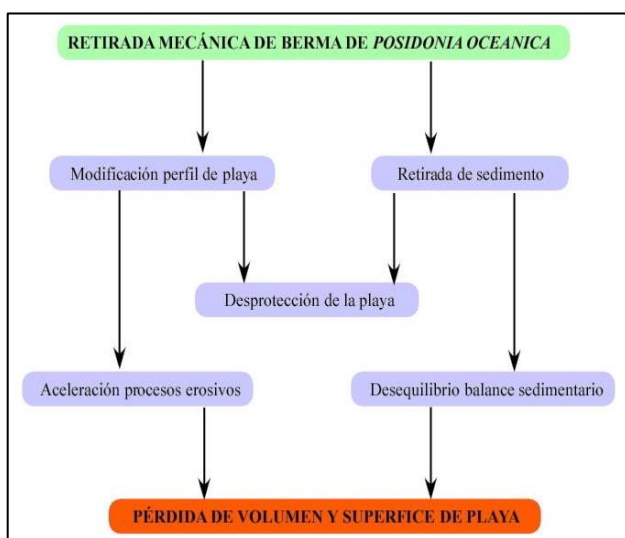 RETIRADA MECÁNICA DE BERMA DE POSIDONIA OCEANICA
Modificación perfil de playa
Retirada de sedimento
Desprotección de la playa
Aceleración procesos erosivos
Desequilibrio balance sedimentario
PÉRDIDA DE VOLUMEN Y SUPERFICE DE PLAYA